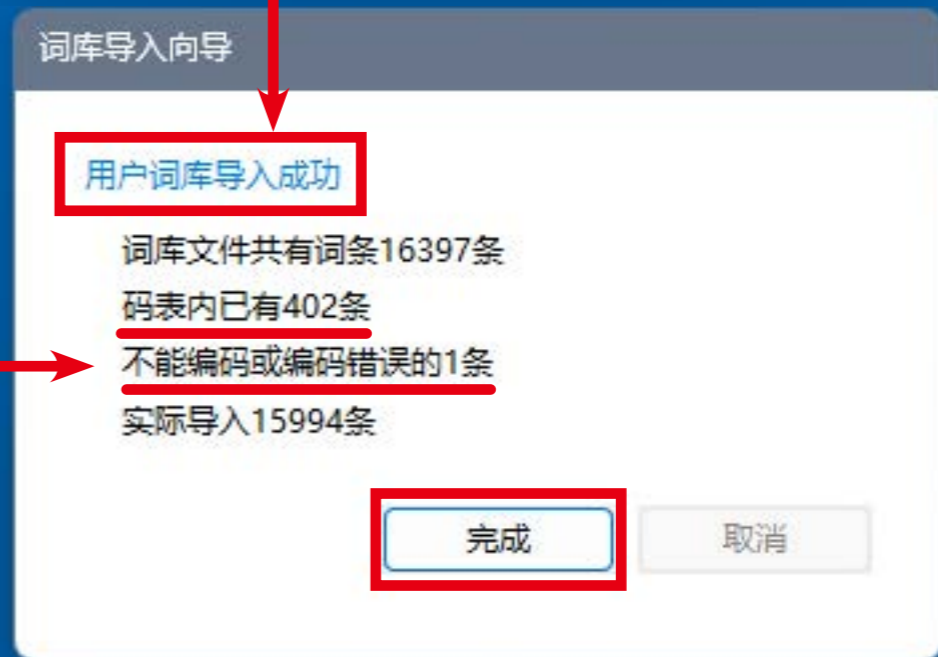 词库导入向导
用户词库导入成功
词库文件共有词条16397条
码表内已有402条
不能编码或编码错误的1条
实际导入15994条
完成
取消